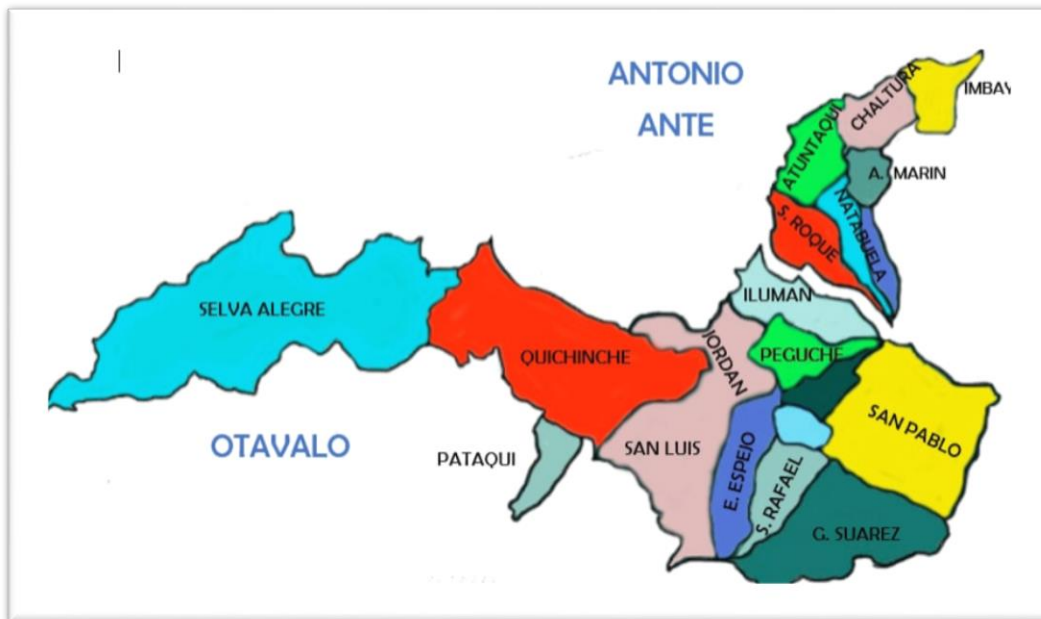 ANTONIO
ANTE
IMBAY
CHALTURA
ATUNTAQUI
A. MARIN
NATABUELA
S. ROQUE
SELVA ALEGRE
ILUMAN
QUICHINCHE
JORDAN
PEGUCHE
SAN PABLO
OTAVALO
PATAQUI
SAN LUIS
E. ESPEJO
S. RAFAEL
G. SUAREZ